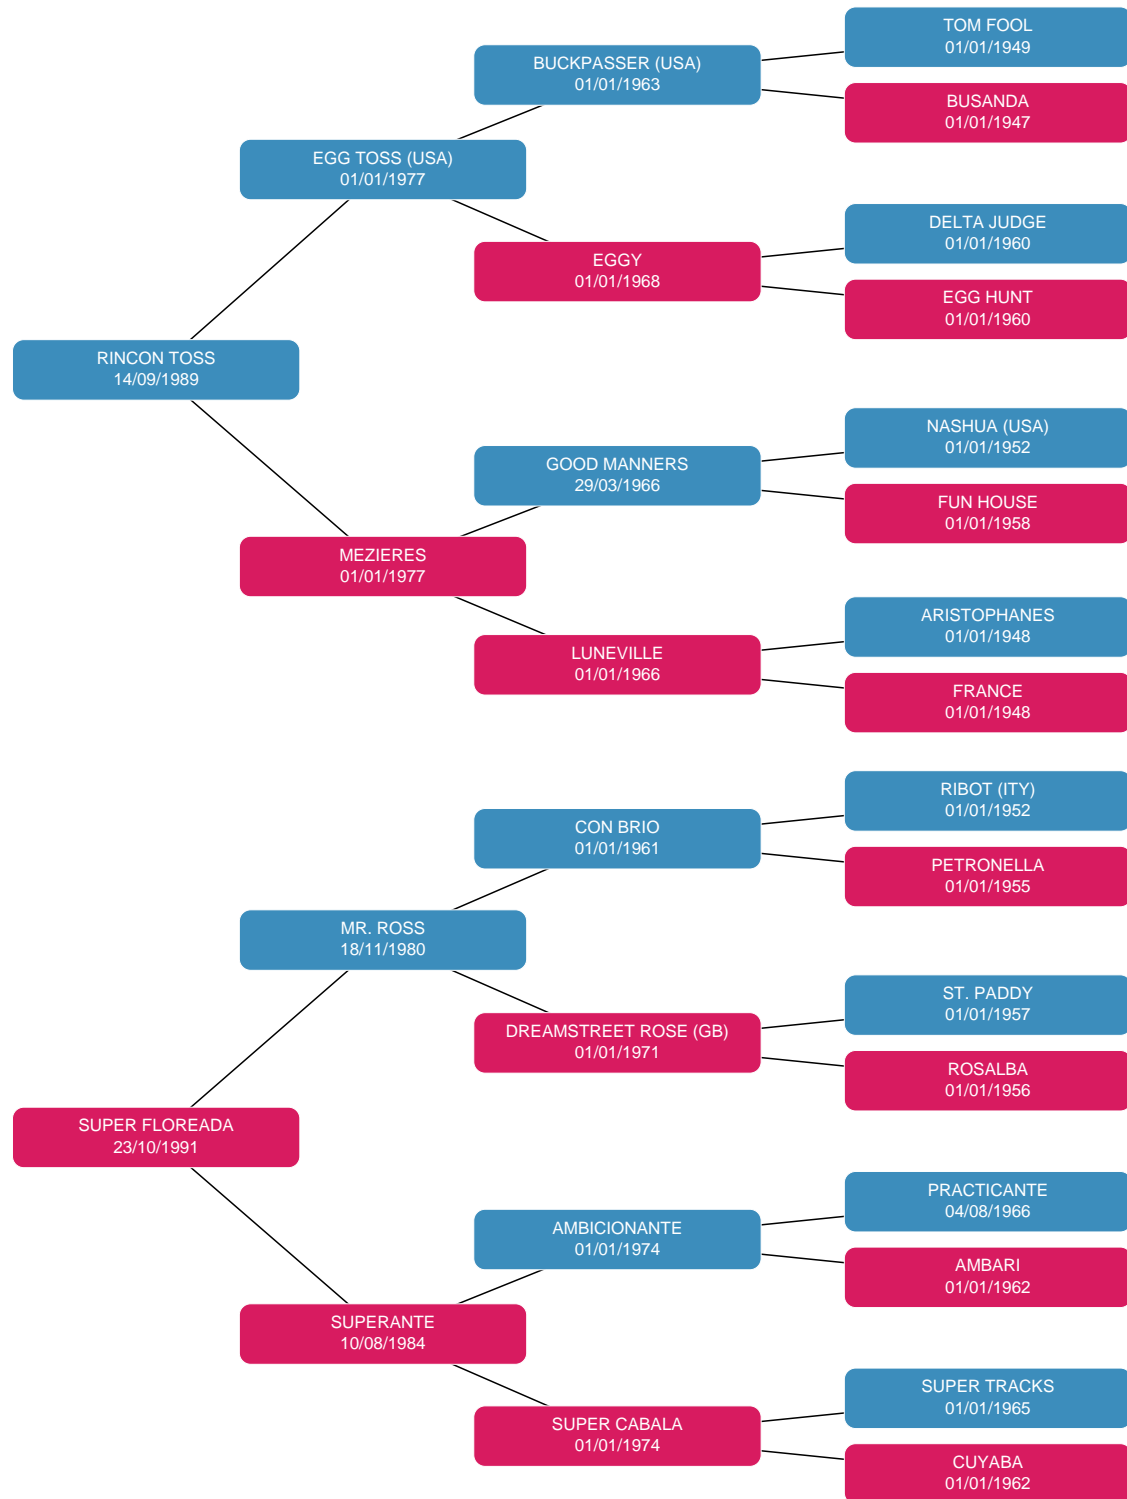 TOM FOOL
01/01/1949
BUCKPASSER (USA)
01/01/1963
BUSANDA
01/01/1947
EGG TOSS (USA)
01/01/1977
DELTA JUDGE
01/01/1960
EGGY
01/01/1968
EGG HUNT
01/01/1960
RINCON TOSS
14/09/1989
NASHUA (USA)
01/01/1952
GOOD MANNERS
29/03/1966
FUN HOUSE
01/01/1958
MEZIERES
01/01/1977
ARISTOPHANES
01/01/1948
LUNEVILLE
01/01/1966
FRANCE
01/01/1948
RIBOT (ITY)
01/01/1952
CON BRIO
01/01/1961
PETRONELLA
01/01/1955
MR. ROSS
18/11/1980
ST. PADDY
01/01/1957
DREAMSTREET ROSE (GB)
01/01/1971
ROSALBA
01/01/1956
SUPER FLOREADA
23/10/1991
PRACTICANTE
04/08/1966
AMBICIONANTE
01/01/1974
AMBARI
01/01/1962
SUPERANTE
10/08/1984
SUPER TRACKS
01/01/1965
SUPER CABALA
01/01/1974
CUYABA
01/01/1962